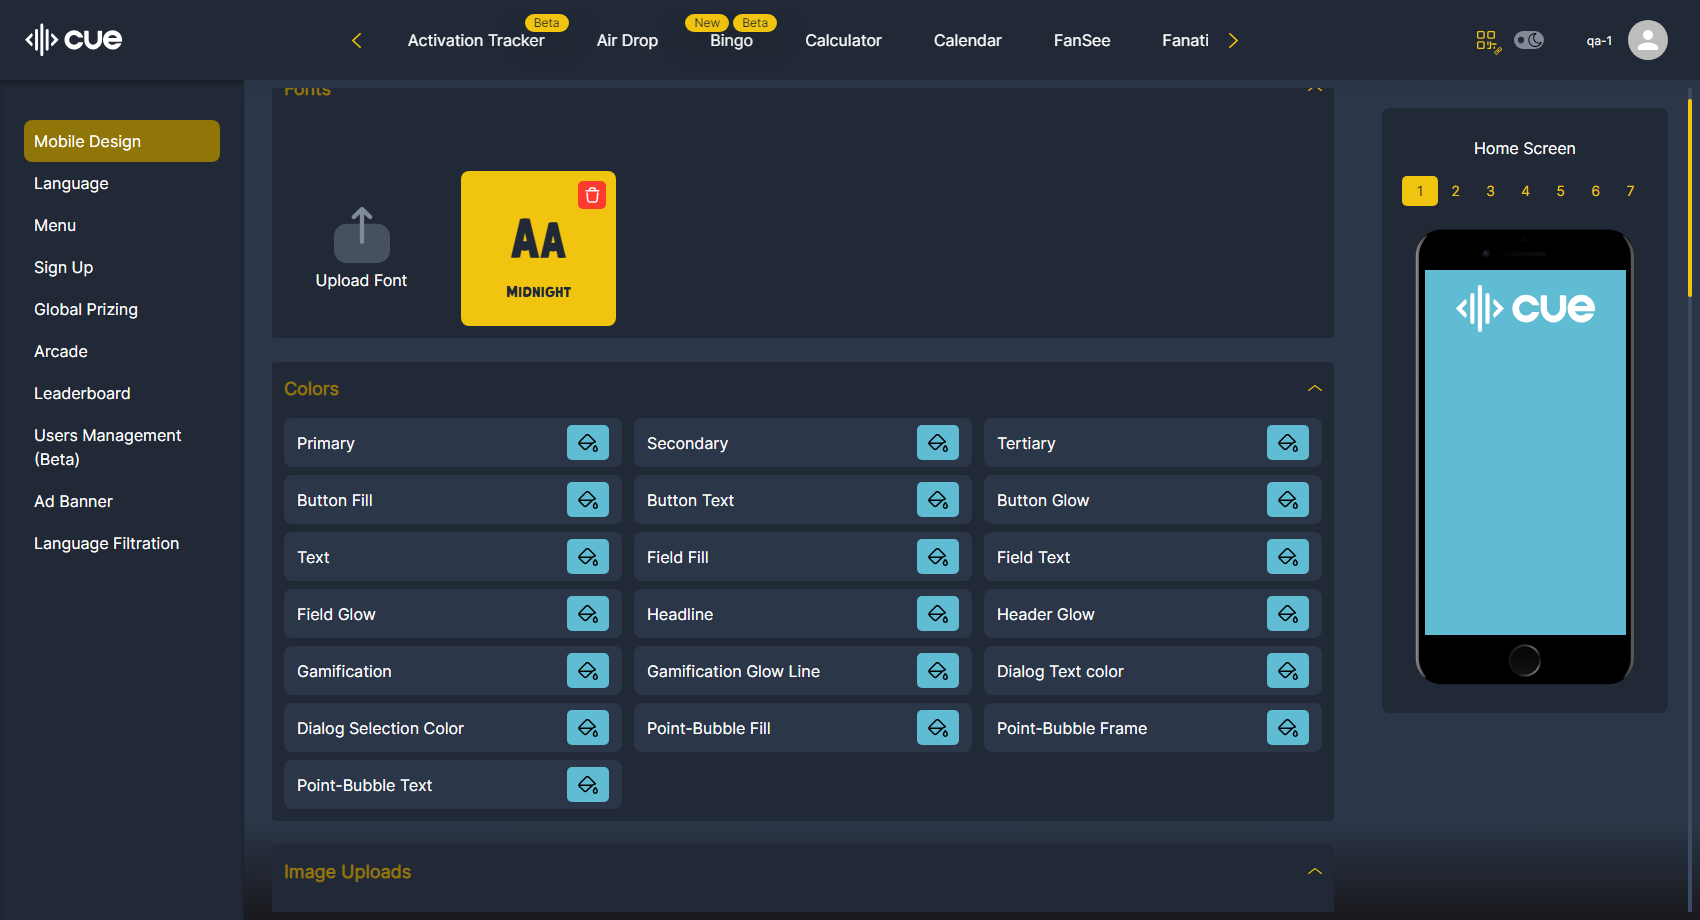 cue
Activation Tracker
Beta
Air Drop
New
Beta
Bingo
Calculator
Calendar
FanSee
Fanati
qa-1
Mobile Design
Language
Menu
Sign Up
Global Prizing
Arcade
Leaderboard
Users Management
(Beta)
Ad Banner
Language Filtration
Fonts
Upload Font
AA
MIDNIGHT
Colors
Primary
Secondary
Tertiary
Button Fill
Button Text
Button Glow
Text
Field Fill
Field Text
Field Glow
Headline
Header Glow
Gamification
Gamification Glow Line
Dialog Text color
Dialog Selection Color
Point-Bubble Fill
Point-Bubble Frame
Point-Bubble Text
Image Uploads
Home Screen
1 2 3 4 5 6 7
cue